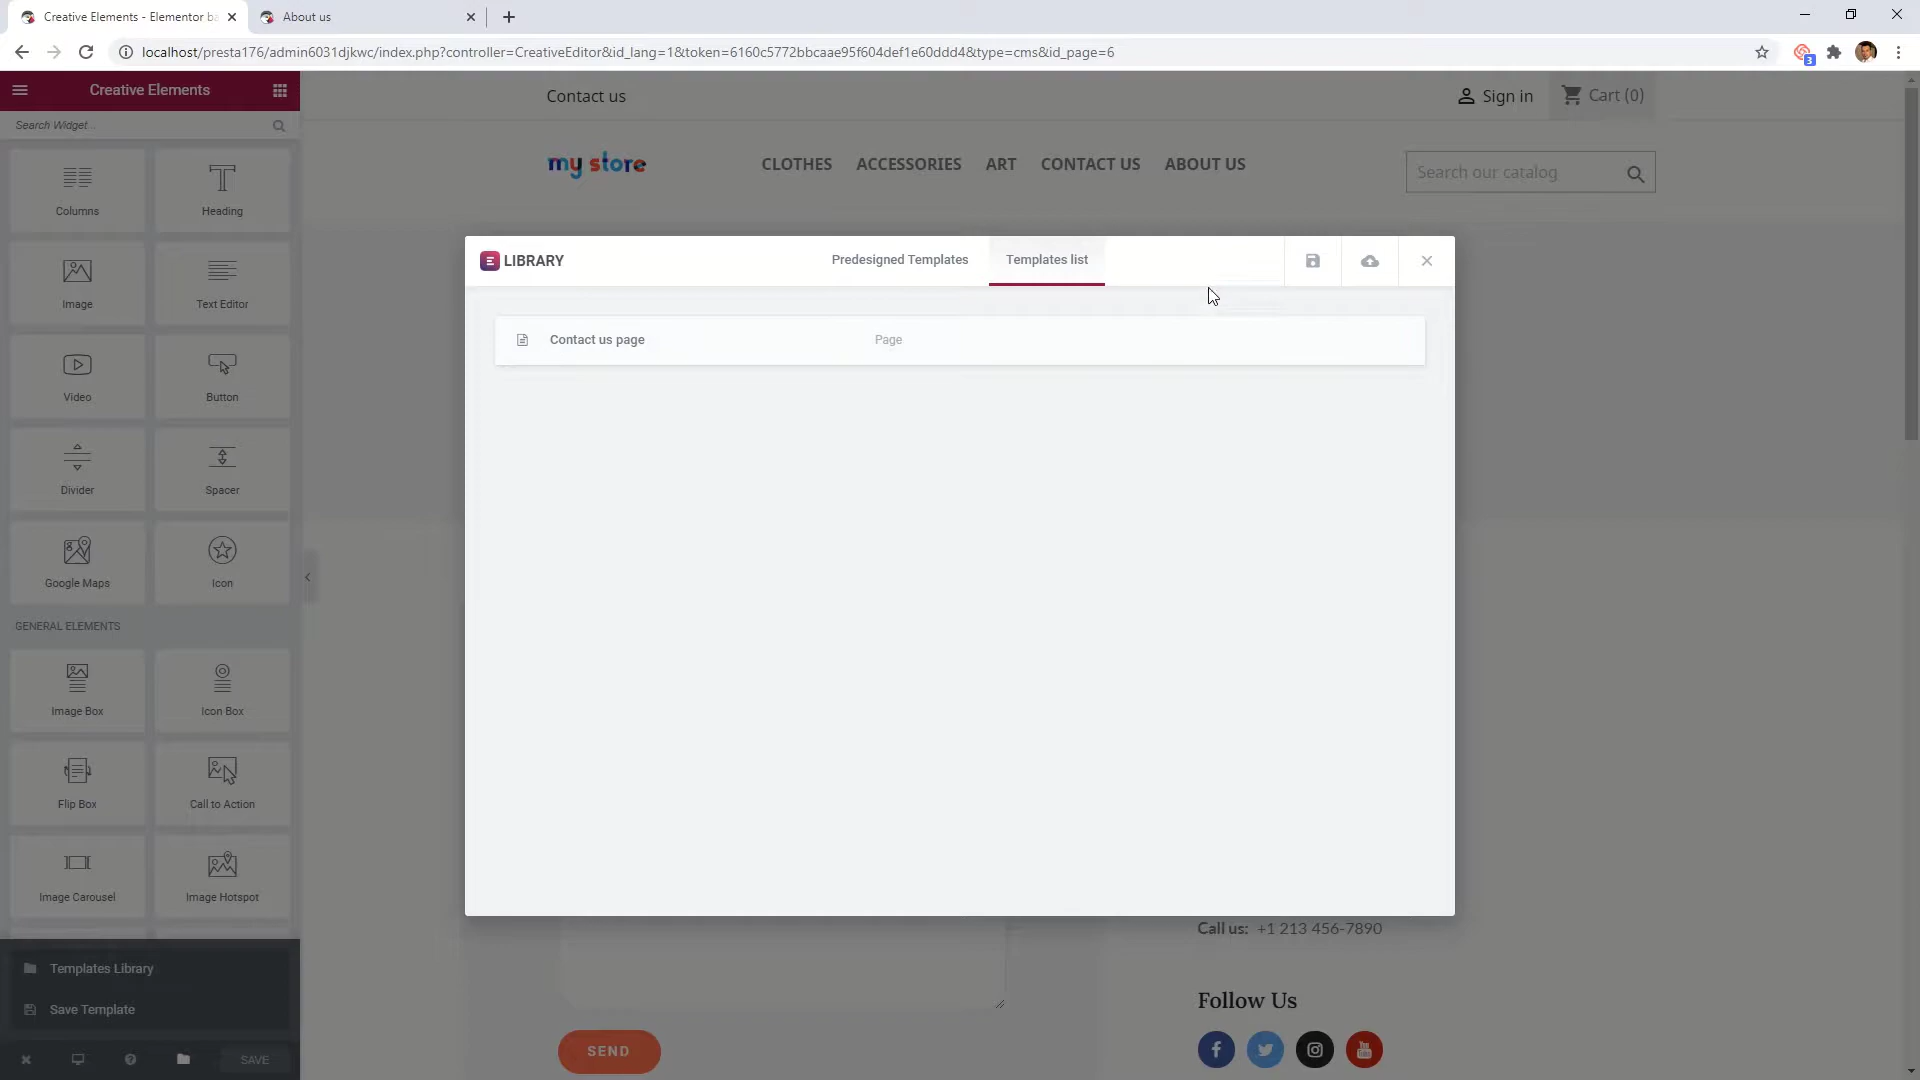 Creative Elements - Elementor ba
About us
localhost/presta176/admin6031djkwc/index.php?controller=CreativeEditor&id_lang=1&token=6160c5772bbcaae95f604def1e60ddd4&type=cms&id_page=6
3
Creative Elements
Search Widget...
Columns
Heading
Image
Text Editor
Video
Button
Divider
Spacer
Google Maps
Icon
GENERAL ELEMENTS
Image Box
Icon Box
Flip Box
Call to Action
Image Carousel
Image Hotspot
Templates Library
Save Template
SAVE
Contact us
Sign in
Cart (0)
my store
CLOTHES
ACCESSORIES
ART
CONTACT US
ABOUT US
Search our catalog
LIBRARY
Predesigned Templates
Templates list
Contact us page
Page
SEND
Call us: +1 213 456-7890
Follow Us
You
Tube